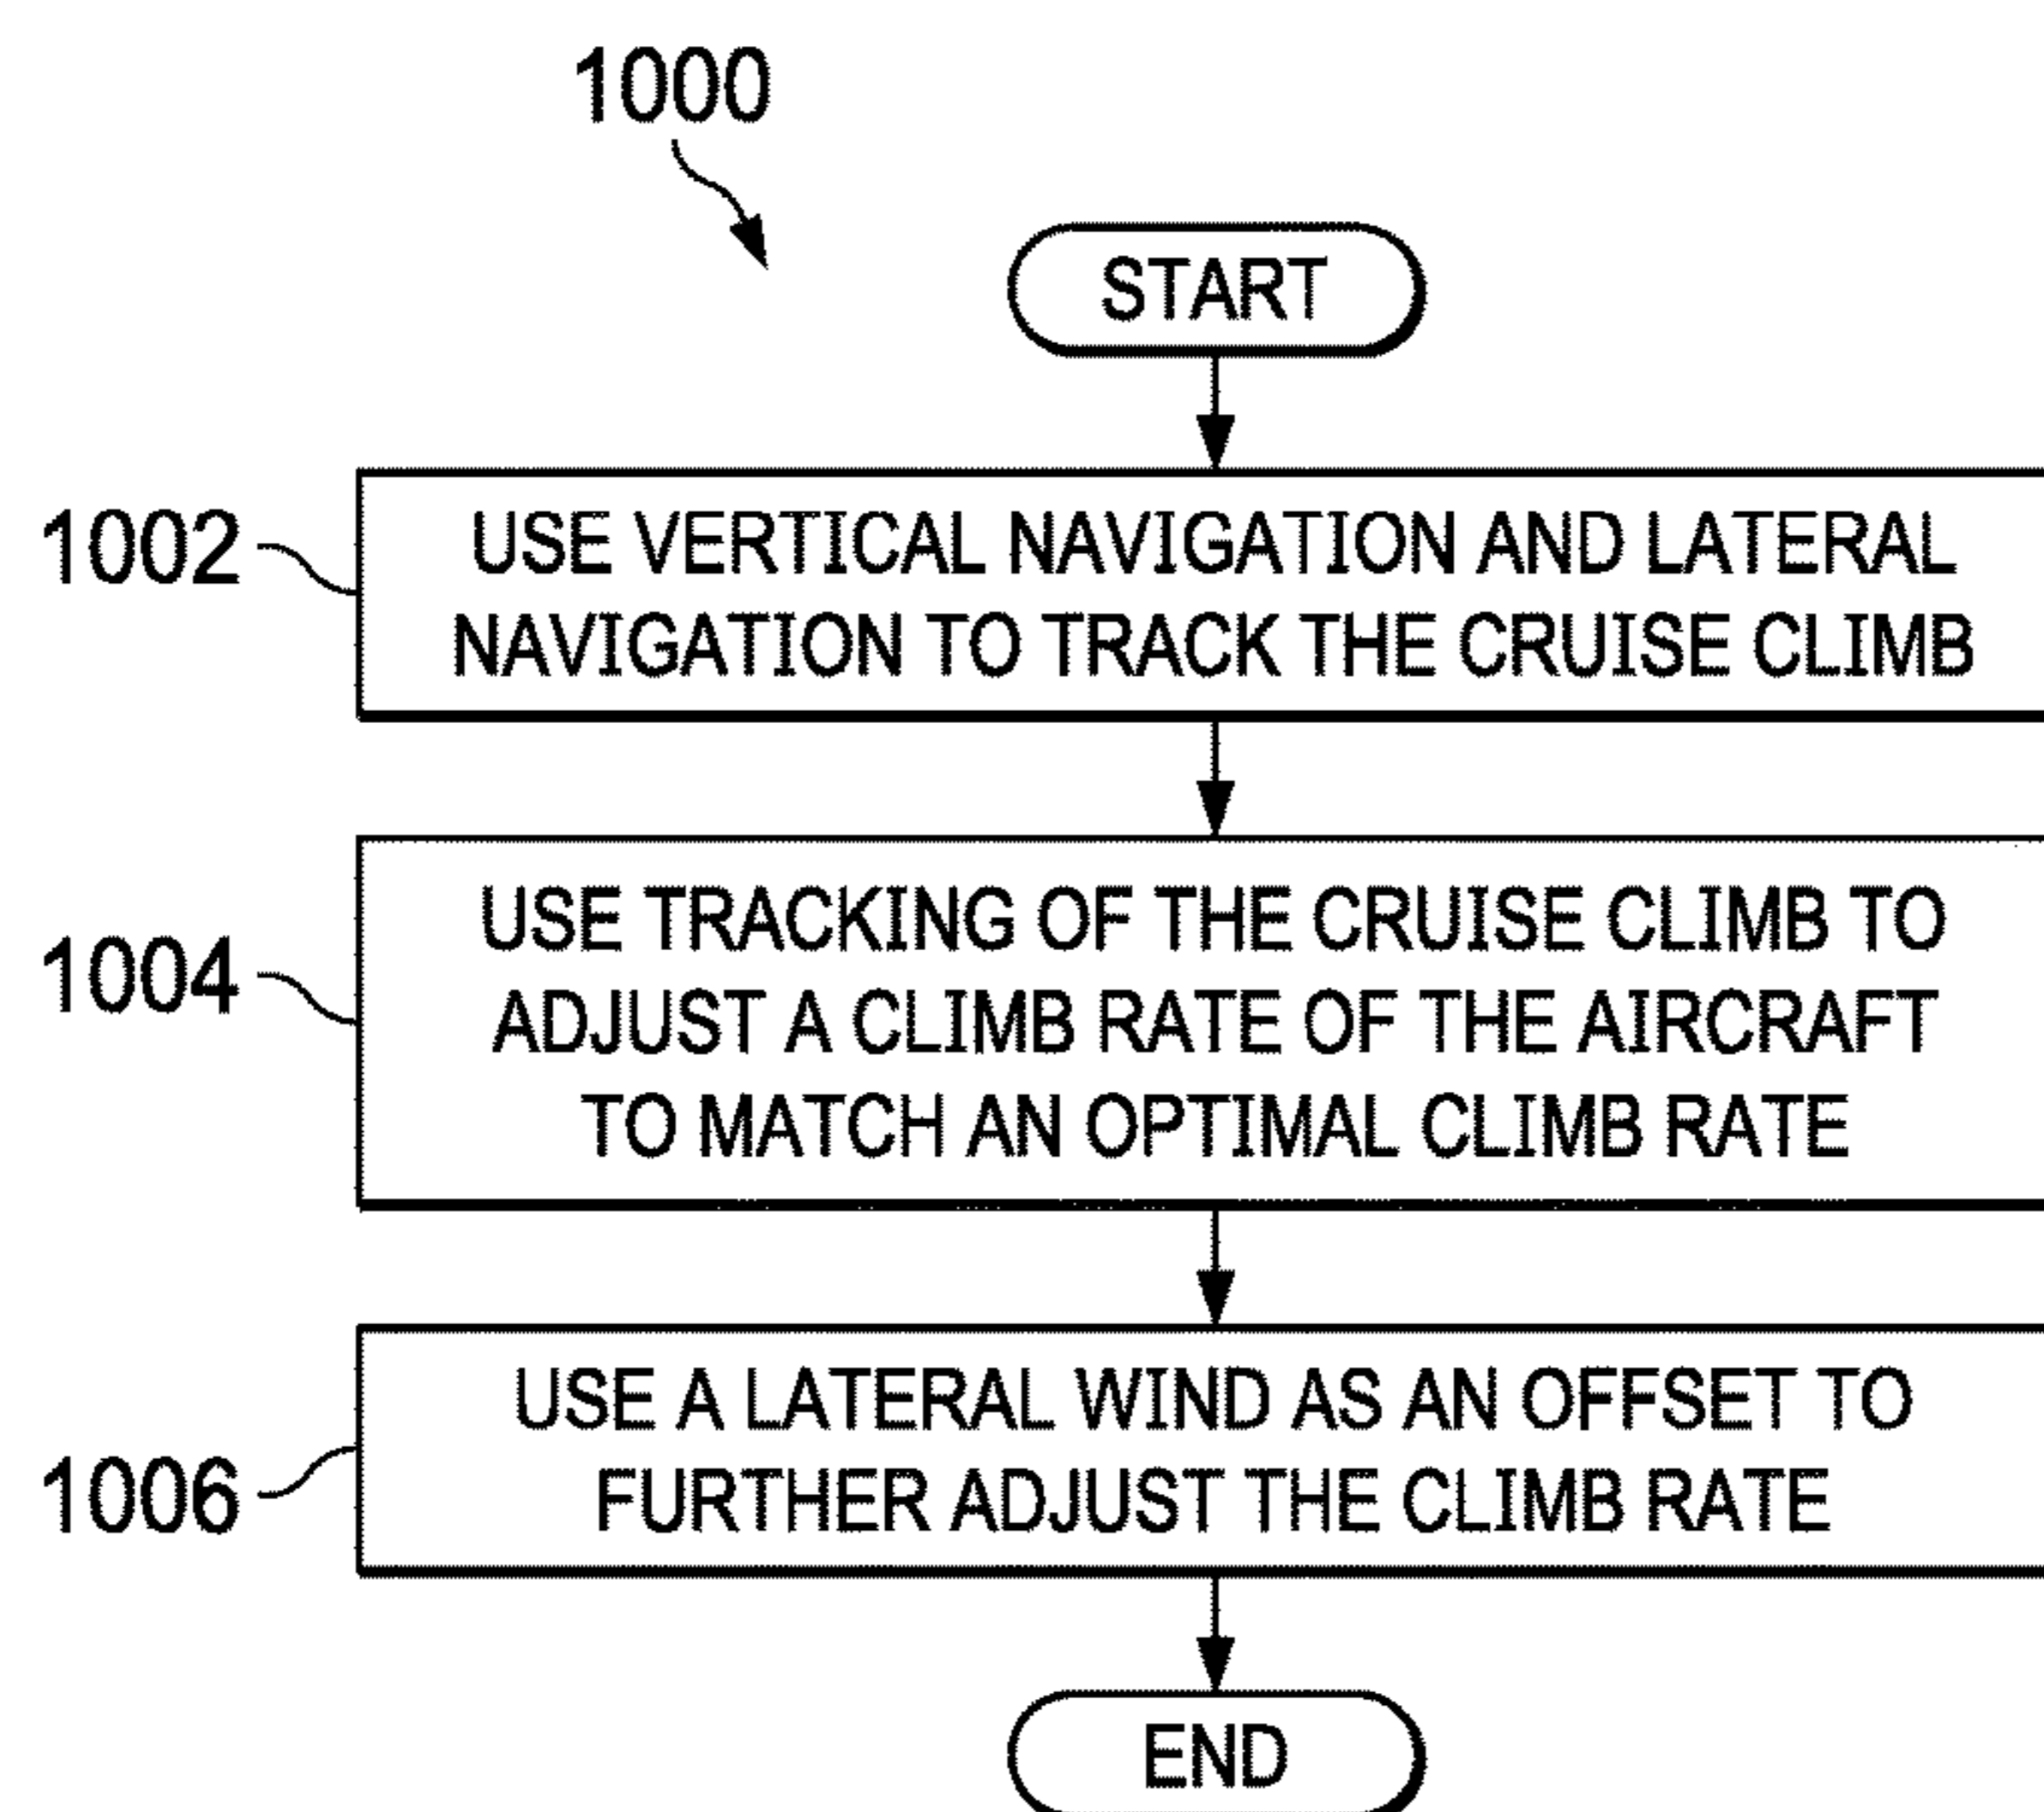 1000
START
1002
USE VERTICAL NAVIGATION AND LATERAL
NAVIGATION TO TRACK THE CRUISE CLIMB
1004
USE TRACKING OF THE CRUISE CLIMB TO
ADJUST A CLIMB RATE OF THE AIRCRAFT
TO MATCH AN OPTIMAL CLIMB RATE
1006
USE A LATERAL WIND AS AN OFFSET TO
FURTHER ADJUST THE CLIMB RATE
END